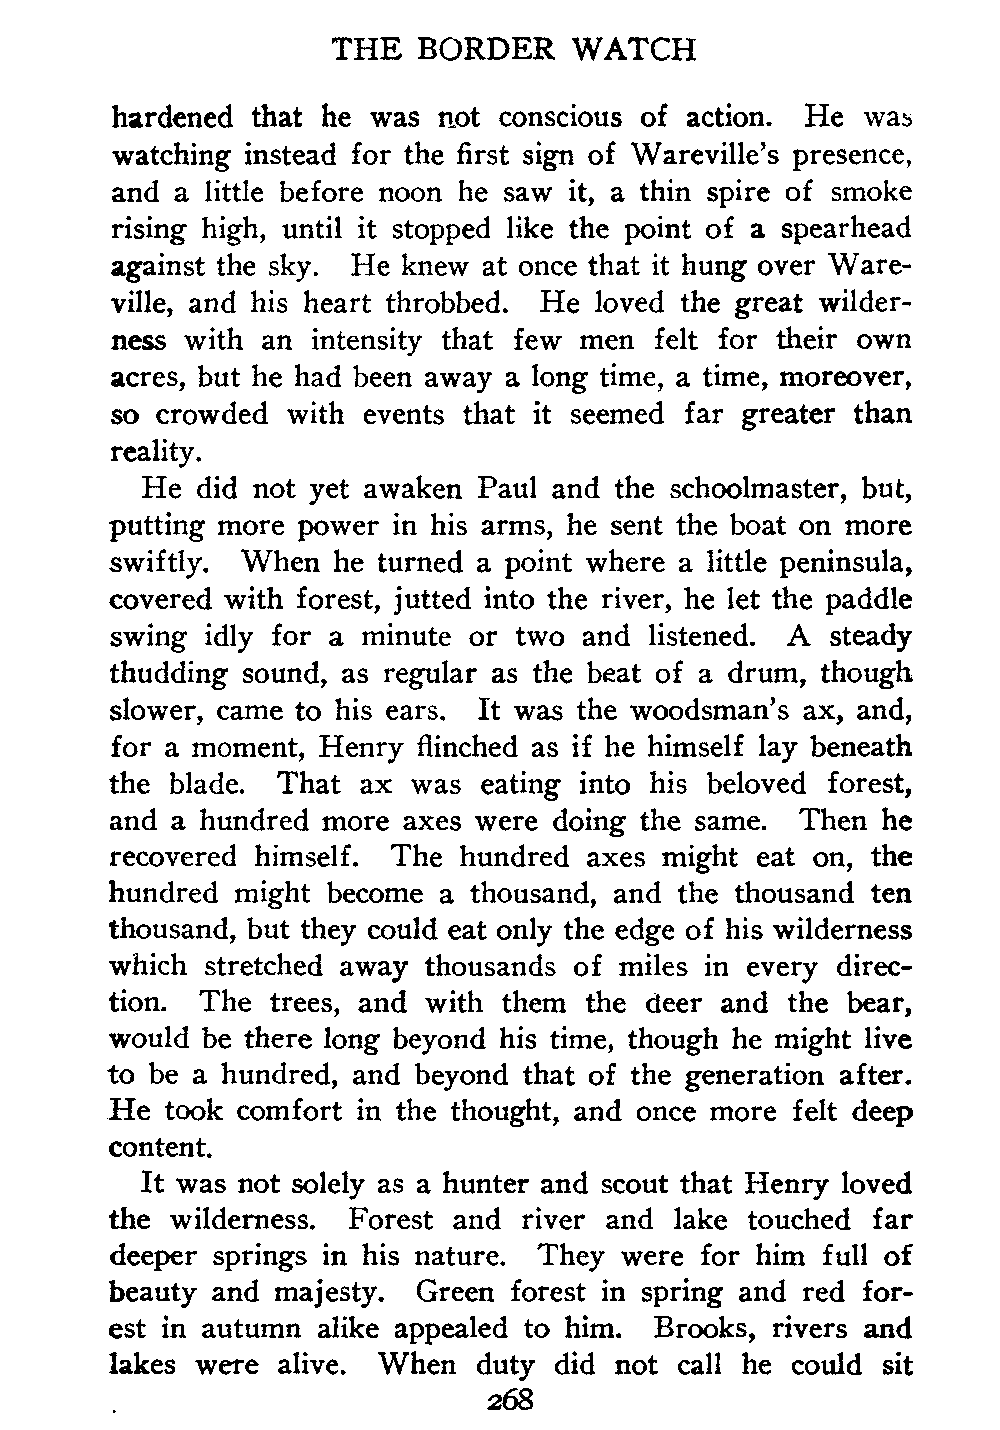 THE BORDER WATCH
hardened that he was not conscious of action. He was
watching instead for the first sign of Wareville's presence,
and a little before noon he saw it, a thin spire of smoke
rising high, until it stopped like the point of a spearhead
against the sky. He knew at once that it hung over Ware-
ville, and his heart throbbed. He loved the great wilder-
ness with an intensity that few men felt for their own
acres, but he had been away a long time, a time, moreover,
so crowded with events that it seemed far greater than
reality.
He did not yet awaken Paul and the schoolmaster, but,
putting more power in his arms, he sent the boat on more
swiftly. When he turned a point where a little peninsula,
covered with forest, jutted into the river, he let the paddle
swing idly for a minute or two and listened. A steady
thudding sound, as regular as the beat of a drum, though
slower, came to his ears. It was the woodsman's ax, and,
for a moment, Henry flinched as if he himself lay beneath
the blade. That ax was eating into his beloved forest,
and a hundred more axes were doing the same. Then he
recovered himself. The hundred axes might eat on, the
hundred might become a thousand, and the thousand ten
thousand, but they could eat only the edge of his wilderness
which stretched away thousands of miles in every direc-
tion. The trees, and with them the deer and the bear,
would be there long beyond his time, though he might live
to be a hundred, and beyond that of the generation after.
He took comfort in the thought, and once more felt deep
content.
It was not solely as a hunter and scout that Henry loved
the wilderness. Forest and river and lake touched far
deeper springs in his nature. They were for him full of
beauty and majesty. Green forest in spring and red for-
est in autumn alike appealed to him. Brooks, rivers and
lakes were alive. When duty did not call he could sit
268